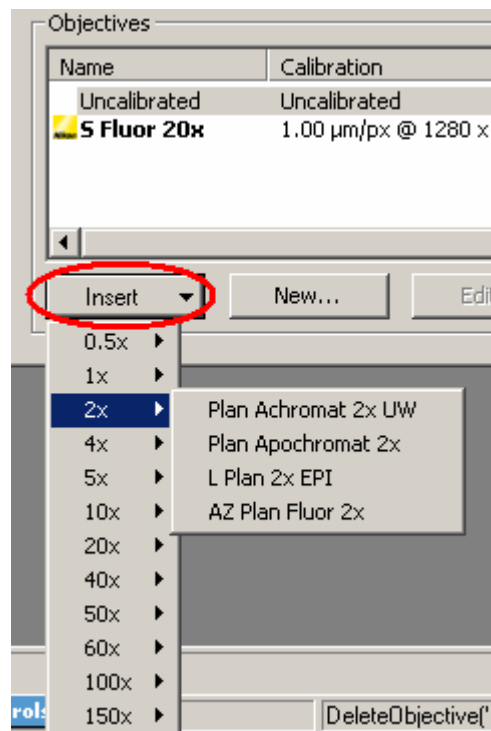 Objectives
Name Calibration
Uncalibrated Uncalibrated
S Fluor 20x 1.00 µm/px @ 1280 x
Insert New... Edi
0.5x
1x
2x Plan Achromat 2x UW
4x Plan Apochromat 2x
5x L Plan 2x EPI
10x AZ Plan Fluor 2x
20x
40x
50x
60x
100x
rols DeleteObjective('
150x